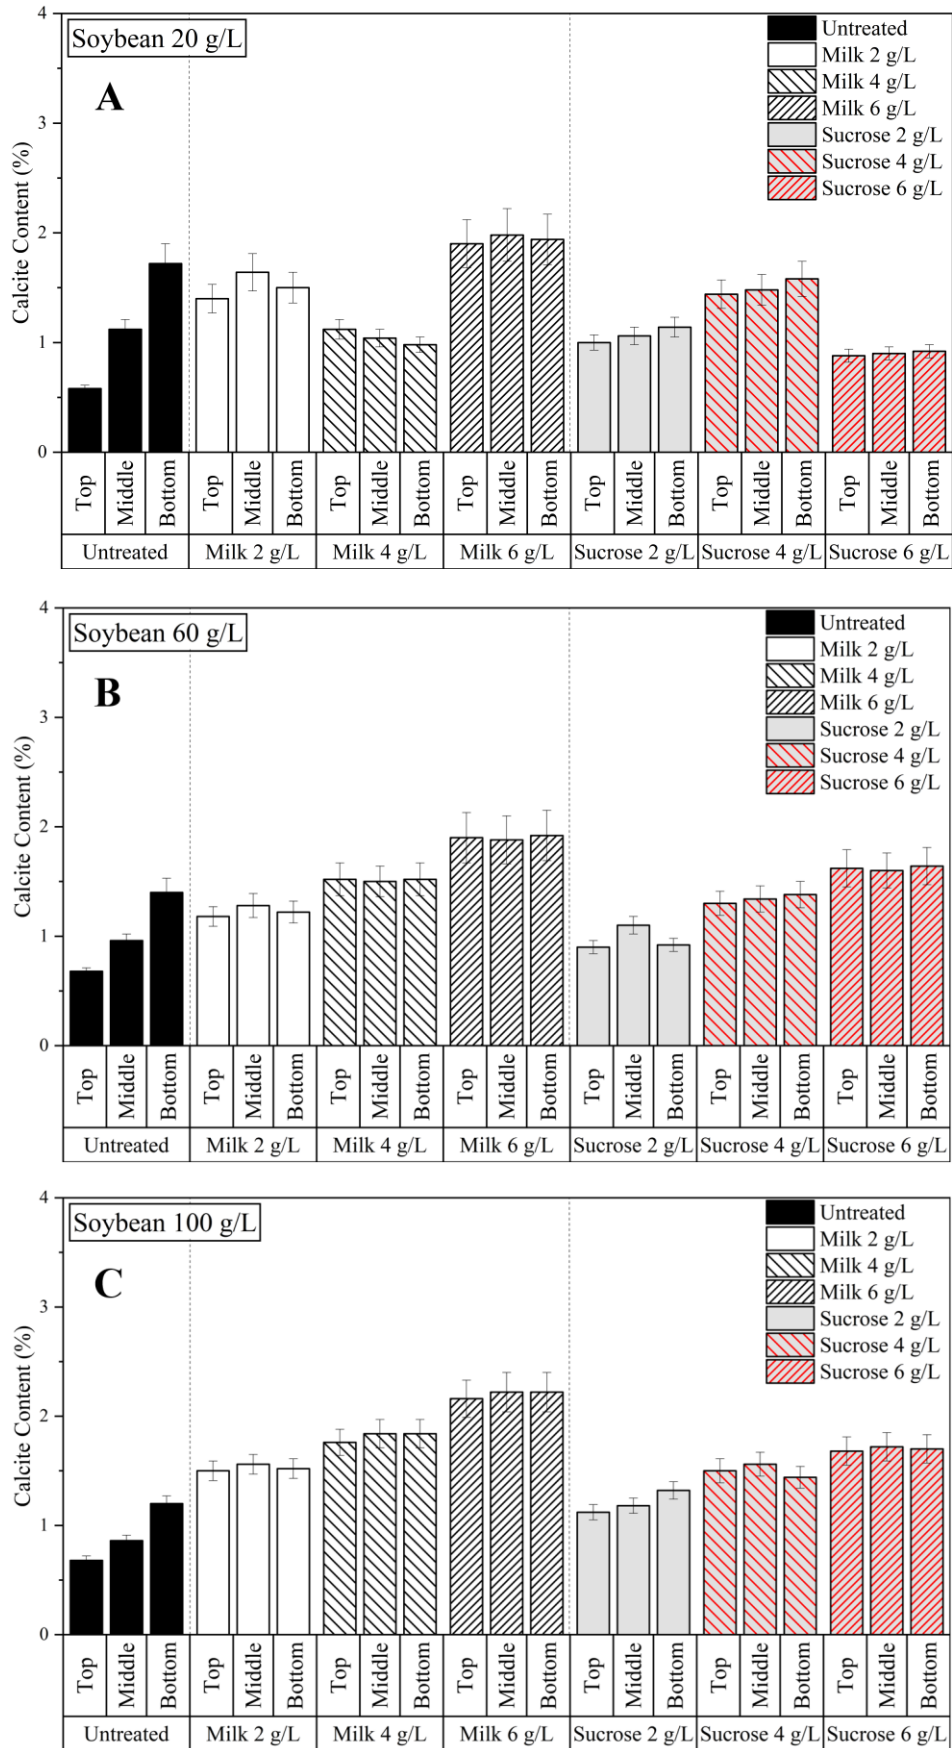 Soybean 20 g/L
A
Untreated
Milk 2 g/L
Milk 4 g/L
Milk 6 g/L
Sucrose 2 g/L
Sucrose 4 g/L
Sucrose 6 g/L
Calcite Content (%)
4
3
2
1
0
Top Middle Bottom Top Middle Bottom Top Middle Bottom Top Middle Bottom Top Middle Bottom Top Middle Bottom Top Middle Bottom
Untreated Milk 2 g/L Milk 4 g/L Milk 6 g/L Sucrose 2 g/L Sucrose 4 g/L Sucrose 6 g/L
Soybean 60 g/L
B
Untreated
Milk 2 g/L
Milk 4 g/L
Milk 6 g/L
Sucrose 2 g/L
Sucrose 4 g/L
Sucrose 6 g/L
Calcite Content (%)
4
3
2
1
0
Top Middle Bottom Top Middle Bottom Top Middle Bottom Top Middle Bottom Top Middle Bottom Top Middle Bottom Top Middle Bottom
Untreated Milk 2 g/L Milk 4 g/L Milk 6 g/L Sucrose 2 g/L Sucrose 4 g/L Sucrose 6 g/L
Soybean 100 g/L
C
Untreated
Milk 2 g/L
Milk 4 g/L
Milk 6 g/L
Sucrose 2 g/L
Sucrose 4 g/L
Sucrose 6 g/L
Calcite Content (%)
4
3
2
1
0
Top Middle Bottom Top Middle Bottom Top Middle Bottom Top Middle Bottom Top Middle Bottom Top Middle Bottom Top Middle Bottom
Untreated Milk 2 g/L Milk 4 g/L Milk 6 g/L Sucrose 2 g/L Sucrose 4 g/L Sucrose 6 g/L